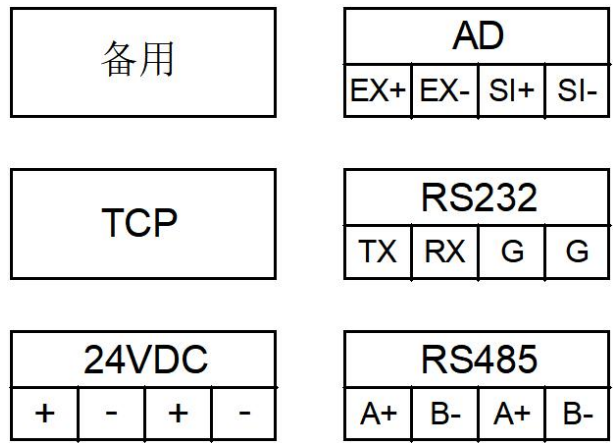 备用
AD
EX+ EX- SI+ SI-
TCP
RS232
TX RX G G
24VDC
+ - + -
RS485
A+ B- A+ B-